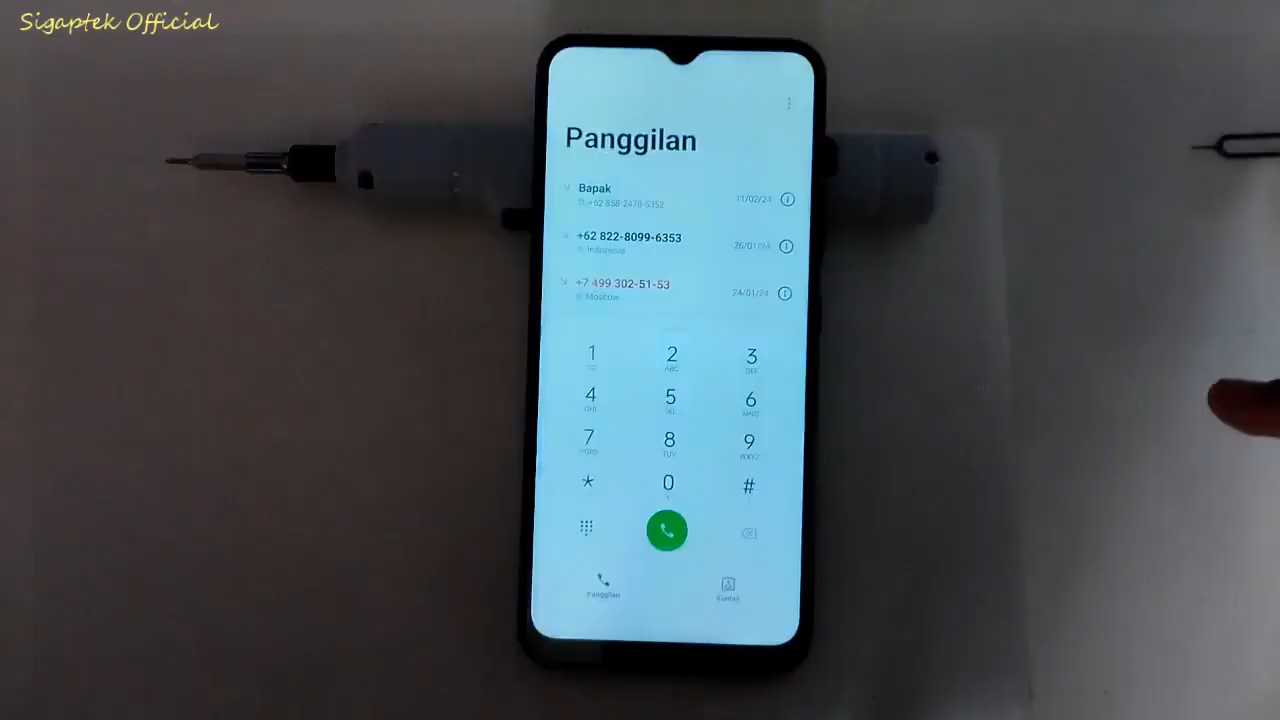 Sigaptek Official
Panggilan
Bapak
+62 858-2478-5352
11/02/24
+62 822-8099-6353
Indonesia
26/01/24
+7 499 302-51-53
Moscow
24/01/24
1 2 3
ABC DEF
4 5 6
GHI JKL MNO
7 8 9
PQRS TUV WXYZ
* 0 #
+
Panggilan Kontak